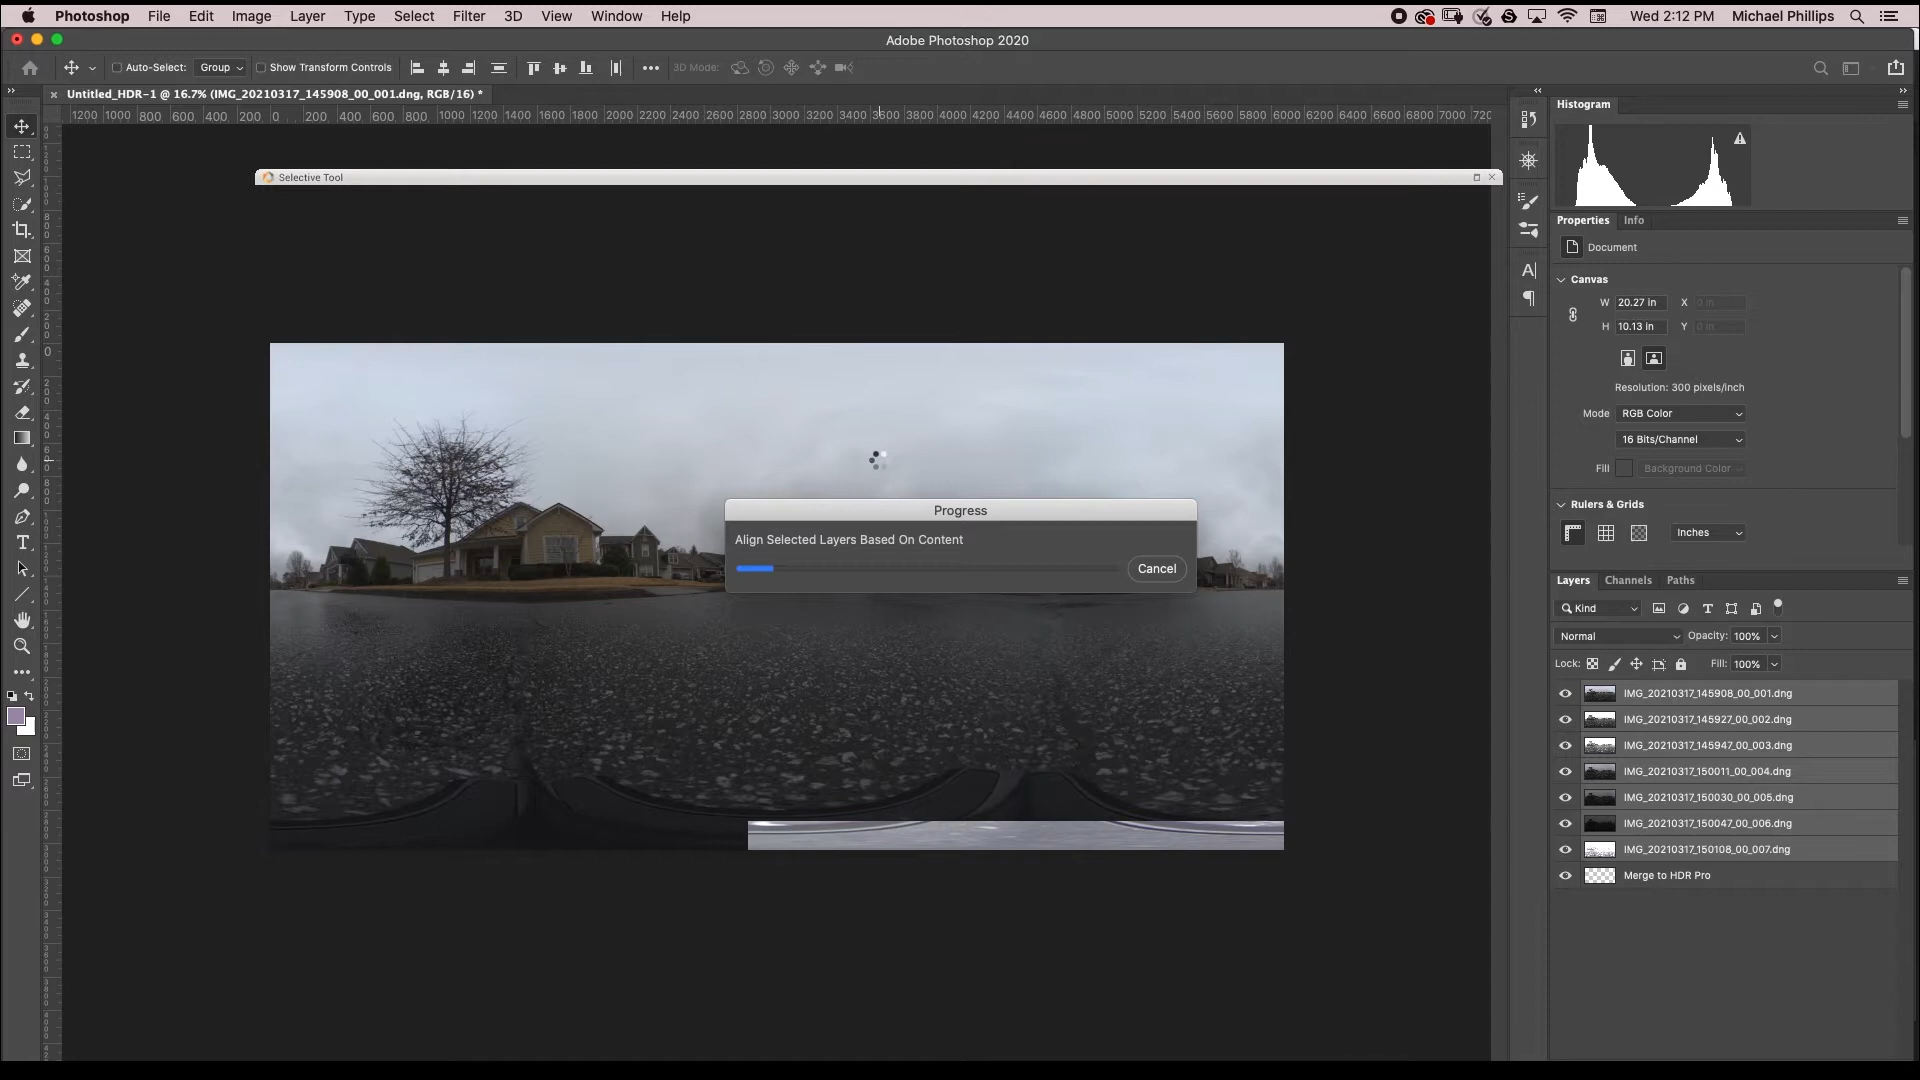 Photoshop File Edit Image Layer Type Select Filter 3D View Window Help Wed 2:12 PM Michael Phillips
Adobe Photoshop 2020
Auto-Select: Group Show Transform Controls 3D Mode:
Untitled_HDR-1 @ 16.7% (IMG_20210317_145908_00_001.dng, RGB/16) *
1200 1000 800 600 400 200 0 200 400 600 800 1000 1200 1400 1600 1800 2000 2200 2400 2600 2800 3000 3200 3400 3600 3800 4000 4200 4400 4600 4800 5000 5200 5400 5600 5800 6000 6200 6400 6600 6800 7000 720
Selective Tool
Progress
Align Selected Layers Based On Content
Cancel
Histogram
Properties Info
Document
Canvas
W 20.27 in X 0 in
H 10.13 in Y 0 in
Resolution: 300 pixels/inch
Mode RGB Color
16 Bits/Channel
Fill Background Color
Rulers & Grids
Inches
Layers Channels Paths
Kind
Normal Opacity: 100%
Lock: Fill: 100%
IMG_20210317_145908_00_001.dng
IMG_20210317_145927_00_002.dng
IMG_20210317_145947_00_003.dng
IMG_20210317_150011_00_004.dng
IMG_20210317_150030_00_005.dng
IMG_20210317_150047_00_006.dng
IMG_20210317_150108_00_007.dng
Merge to HDR Pro